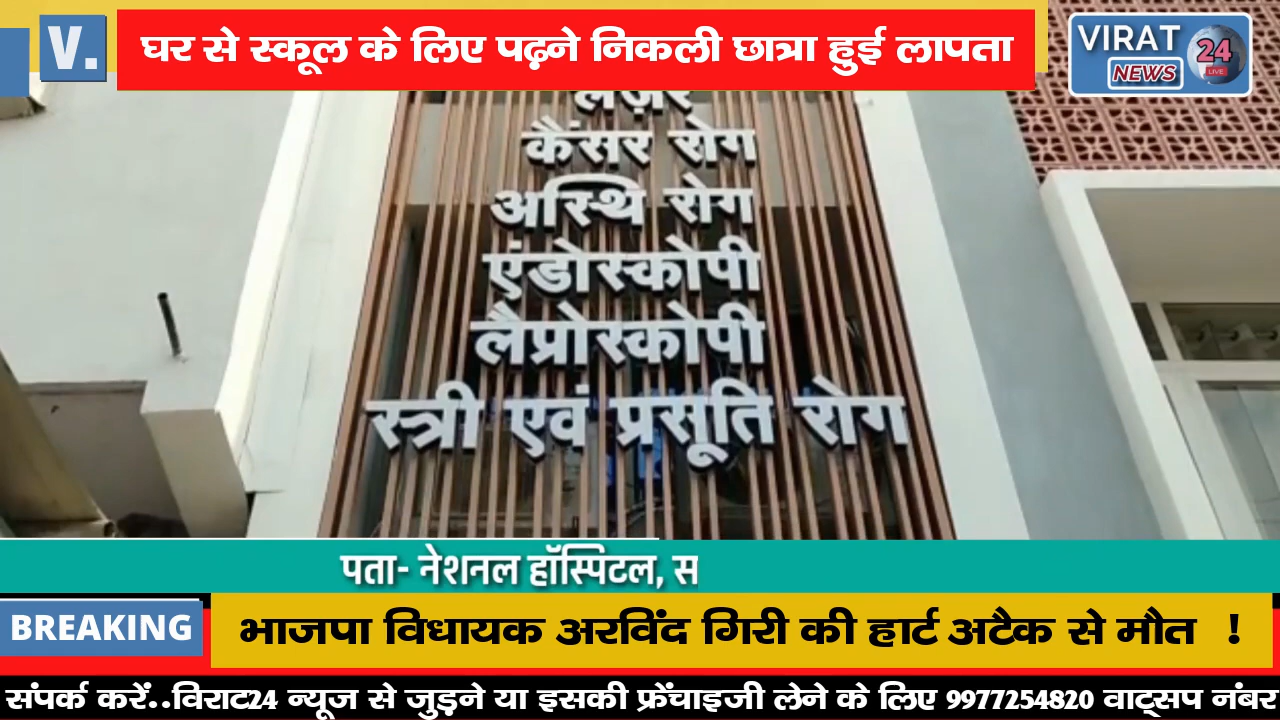 V.
घर से स्कूल के लिए पढ़ने निकली छात्रा हुई लापता
VIRAT
NEWS
24
LIVE
लेज़र
कैंसर रोग
अस्थि रोग
एंडोस्कोपी
लैप्रोस्कोपी
स्त्री एवं प्रसूति रोग
पता- नेशनल हॉस्पिटल, स
BREAKING
भाजपा विधायक अरविंद गिरी की हार्ट अटैक से मौत !
संपर्क करें..विराट24 न्यूज से जुड़ने या इसकी फ्रेंचाइजी लेने के लिए 9977254820 वाट्सप नंबर